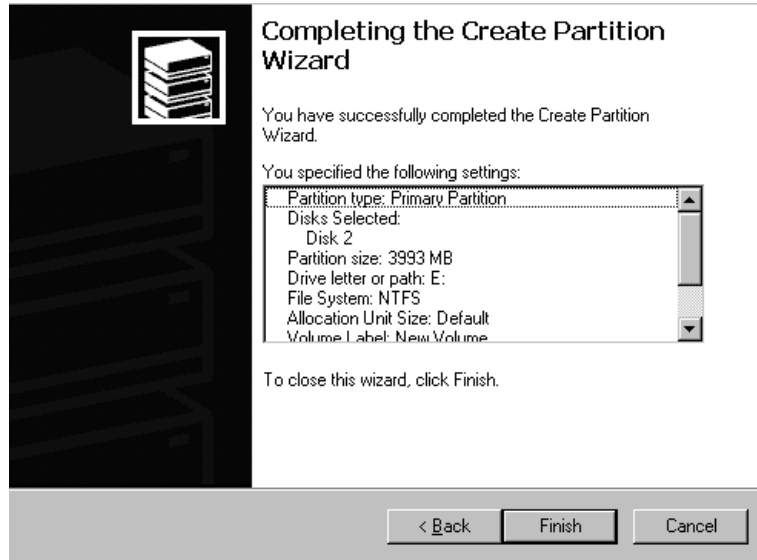 Completing the Create Partition
Wizard
You have successfully completed the Create Partition
Wizard.
You specified the following settings:
Partition type: Primary Partition
Disks Selected:
Disk 2
Partition size: 3993 MB
Drive letter or path: E:
File System: NTFS
Allocation Unit Size: Default
Volume Label: New Volume
To close this wizard, click Finish.
< Back
Finish
Cancel